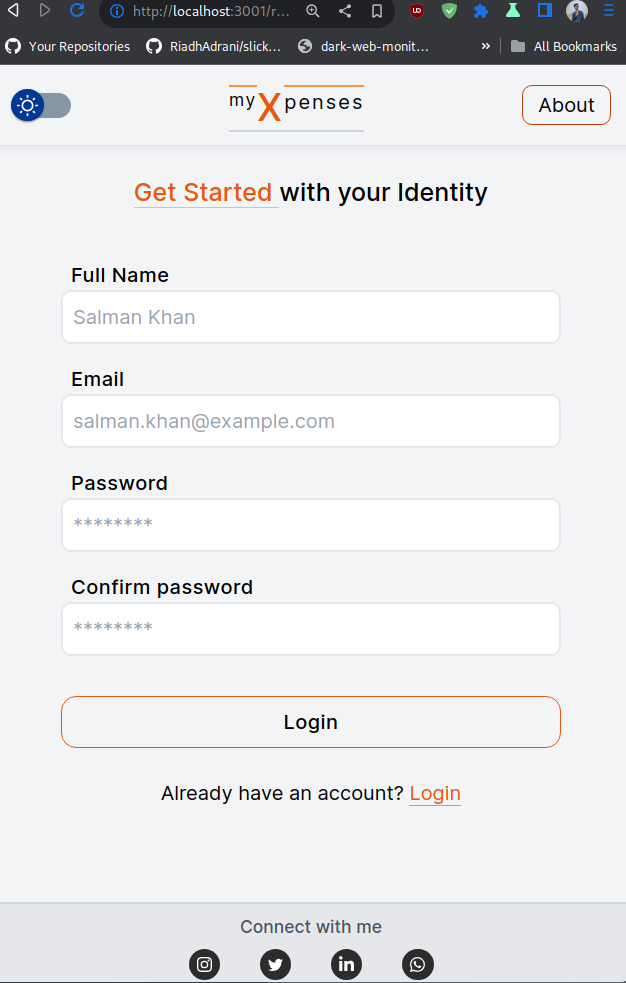 http://localhost:3001/r...
Your Repositories
RiadhAdrani/slick...
dark-web-monit...
»
All Bookmarks
myXpenses
About
Get Started with your Identity
Full Name
Salman Khan
Email
salman.khan@example.com
Password
********
Confirm password
********
Login
Already have an account? Login
Connect with me